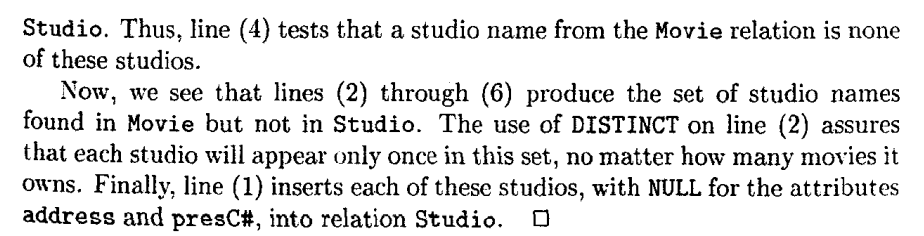 Studio. Thus, line (4) tests that a studio name from the Movie relation is none
of these studios.
Now, we see that lines (2) through (6) produce the set of studio names
found in Movie but not in Studio. The use of DISTINCT on line (2) assures
that each studio will appear only once in this set, no matter how many movies it
owns. Finally, line (1) inserts each of these studios, with NULL for the attributes
address and presC#, into relation Studio. □